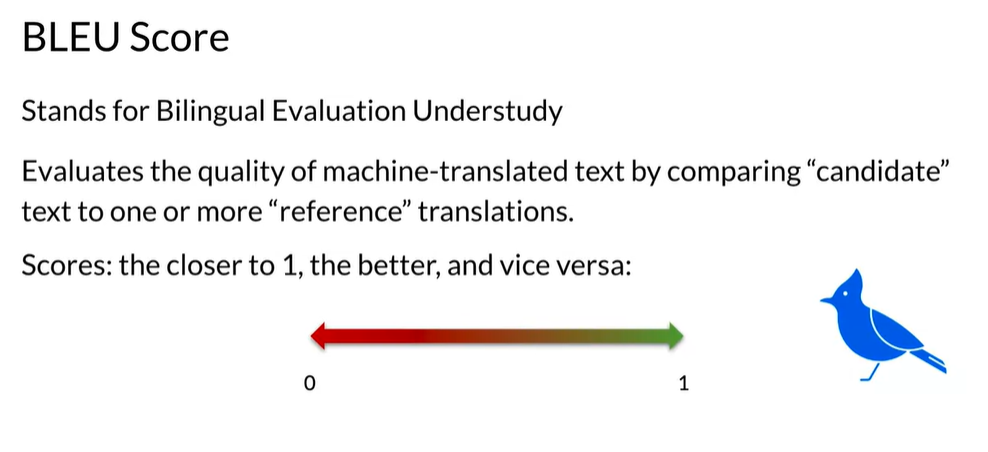 BLEU Score
Stands for Bilingual Evaluation Understudy
Evaluates the quality of machine-translated text by comparing “candidate”
text to one or more “reference” translations.
Scores: the closer to 1, the better, and vice versa:
0 1